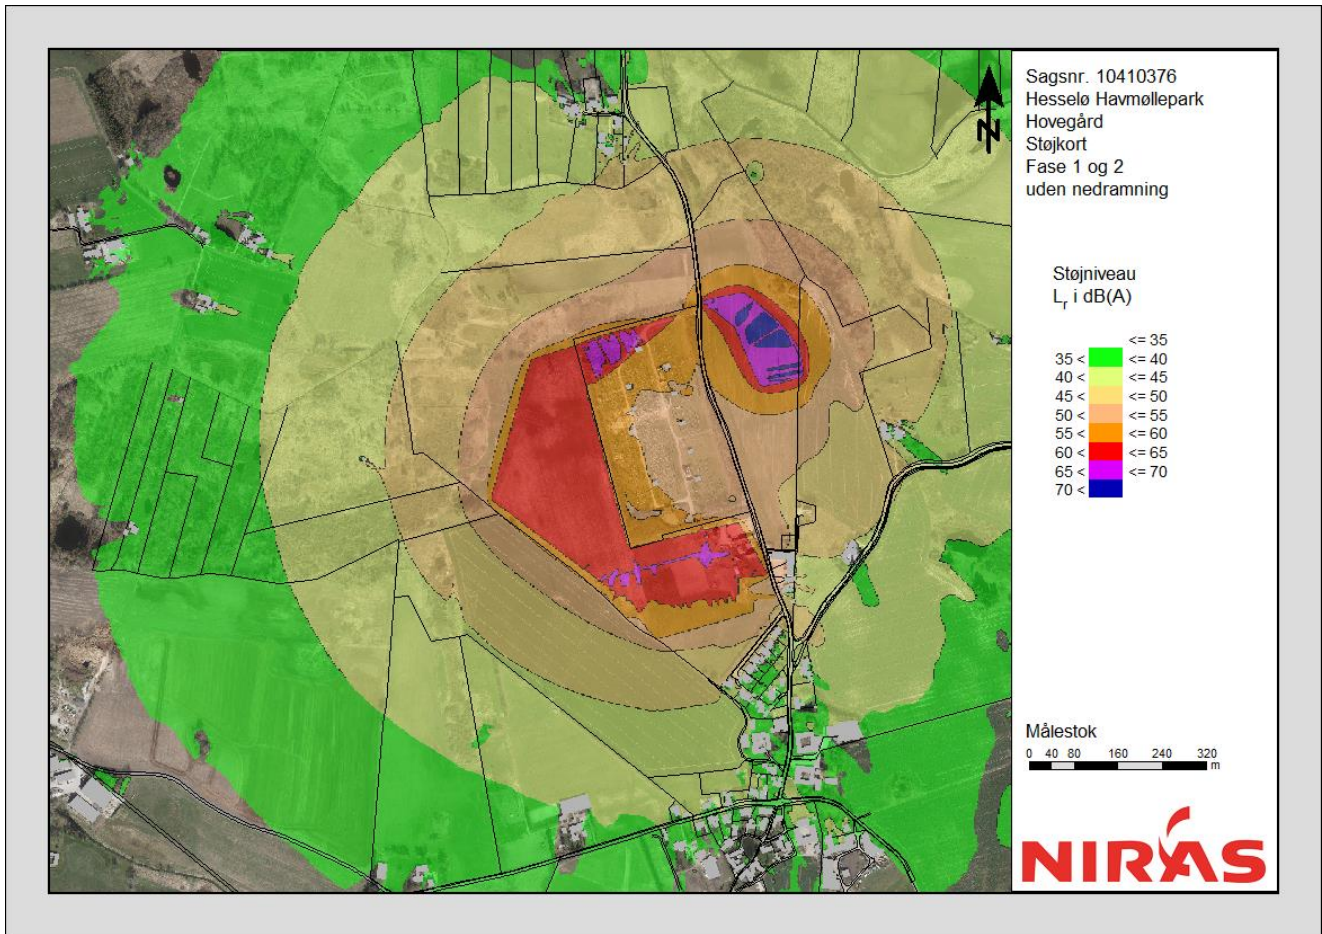 Sagsnr. 10410376
Hesselø Havmøllepark
Hovegård
Støjkort
Fase 1 og 2
uden nedramning
N
Støjniveau
Lr i dB(A)
<= 35
35 < <= 40
40 < <= 45
45 < <= 50
50 < <= 55
55 < <= 60
60 < <= 65
65 < <= 70
70 <
Målestok
0 40 80 160 240 320
m
NIRAS